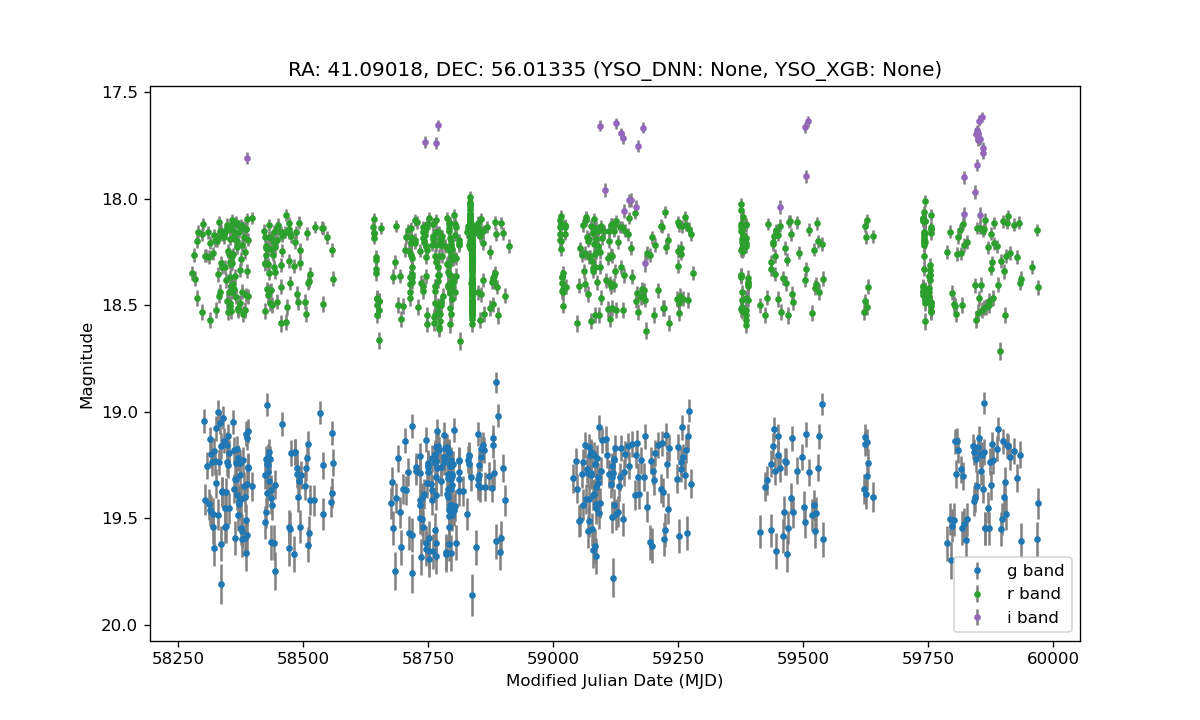 RA: 41.09018, DEC: 56.01335 (YSO_DNN: None, YSO_XGB: None)
17.5
18.0
18.5
19.0
19.5
20.0
Magnitude
58250 58500 58750 59000 59250 59500 59750 60000
Modified Julian Date (MJD)
g band
r band
i band